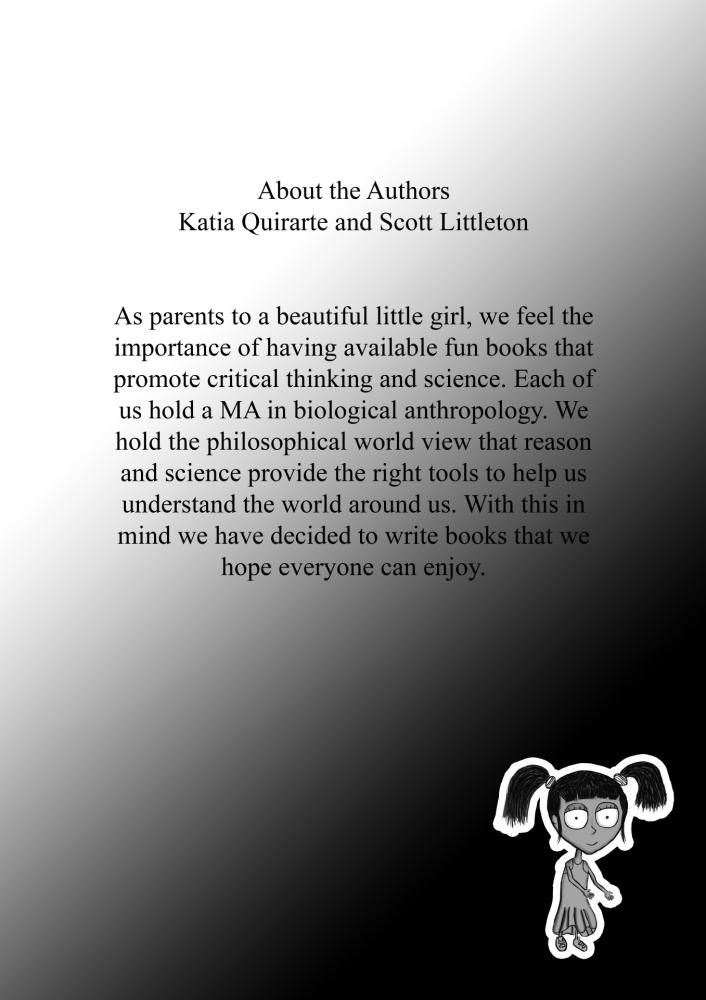 About the Authors
Katia Quirarte and Scott Littleton
As parents to a beautiful little girl, we feel the
importance of having available fun books that
promote critical thinking and science. Each of
us hold a MA in biological anthropology. We
hold the philosophical world view that reason
and science provide the right tools to help us
understand the world around us. With this in
mind we have decided to write books that we
hope everyone can enjoy.